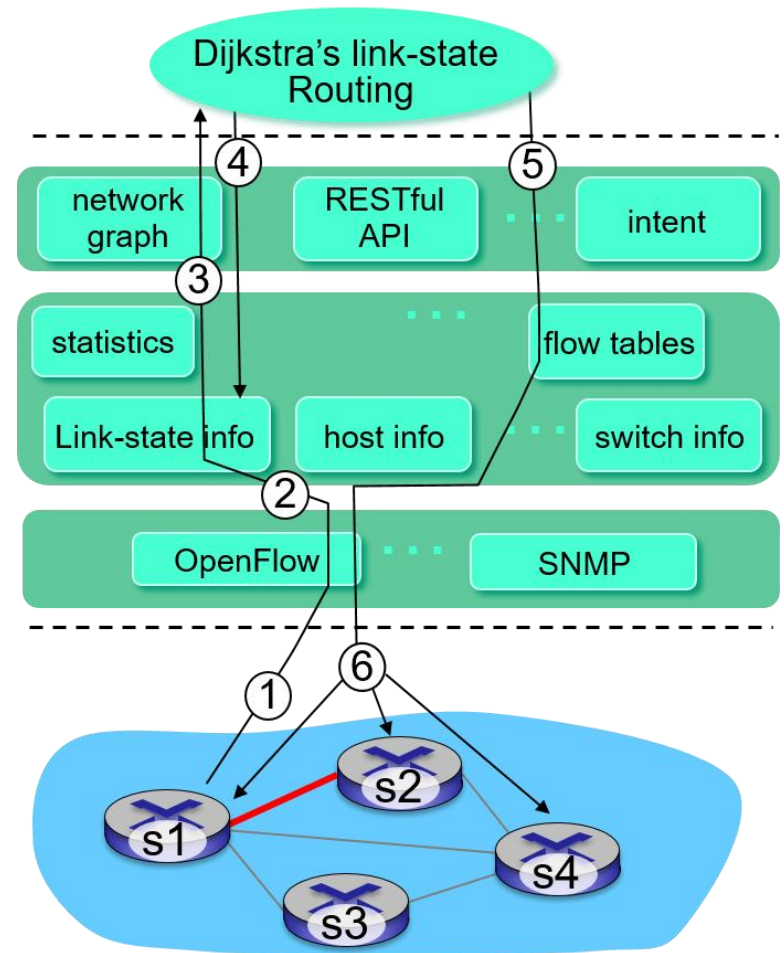 Dijkstra’s link-state
Routing
4
5
network
graph
RESTful
API
intent
3
statistics
flow tables
Link-state info
host info
switch info
2
OpenFlow
SNMP
1
6
s2
s1
s4
s3